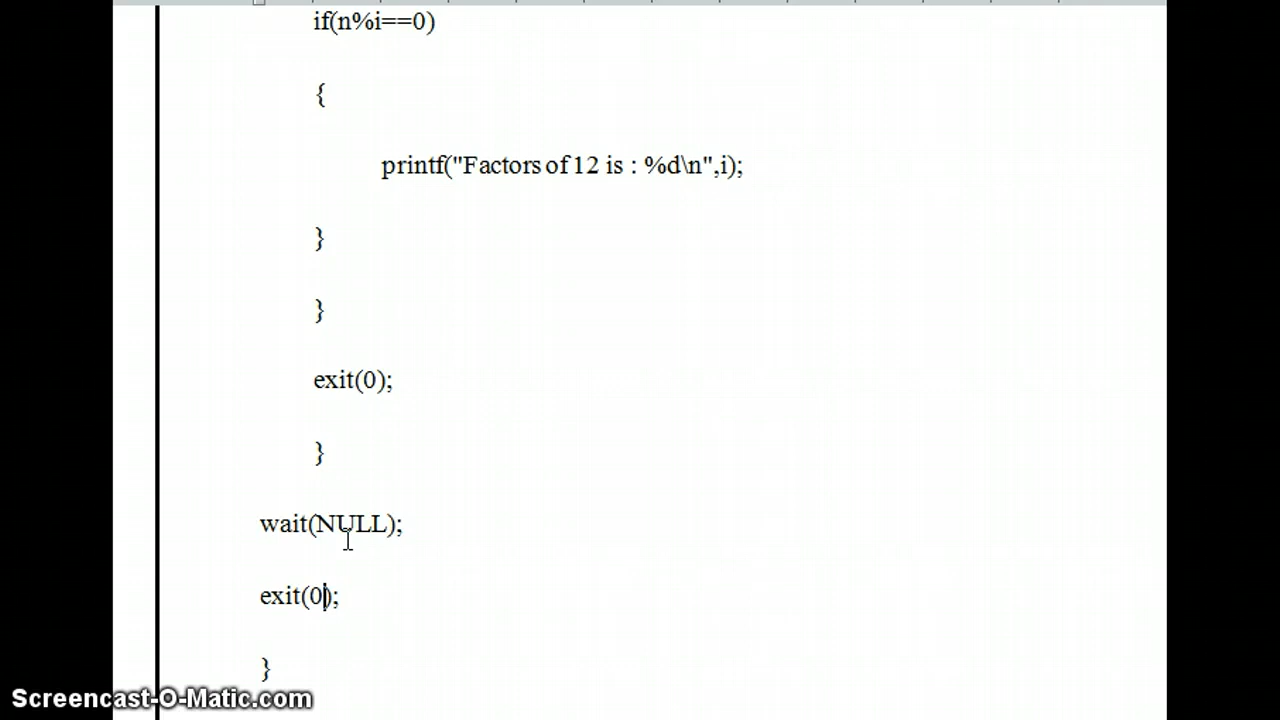 if(n%i==0)
{
printf("Factors of 12 is : %d\n",i);
}
}
exit(0);
}
wait(NULL);
exit(0);
}
Screencast-O-Matic.com